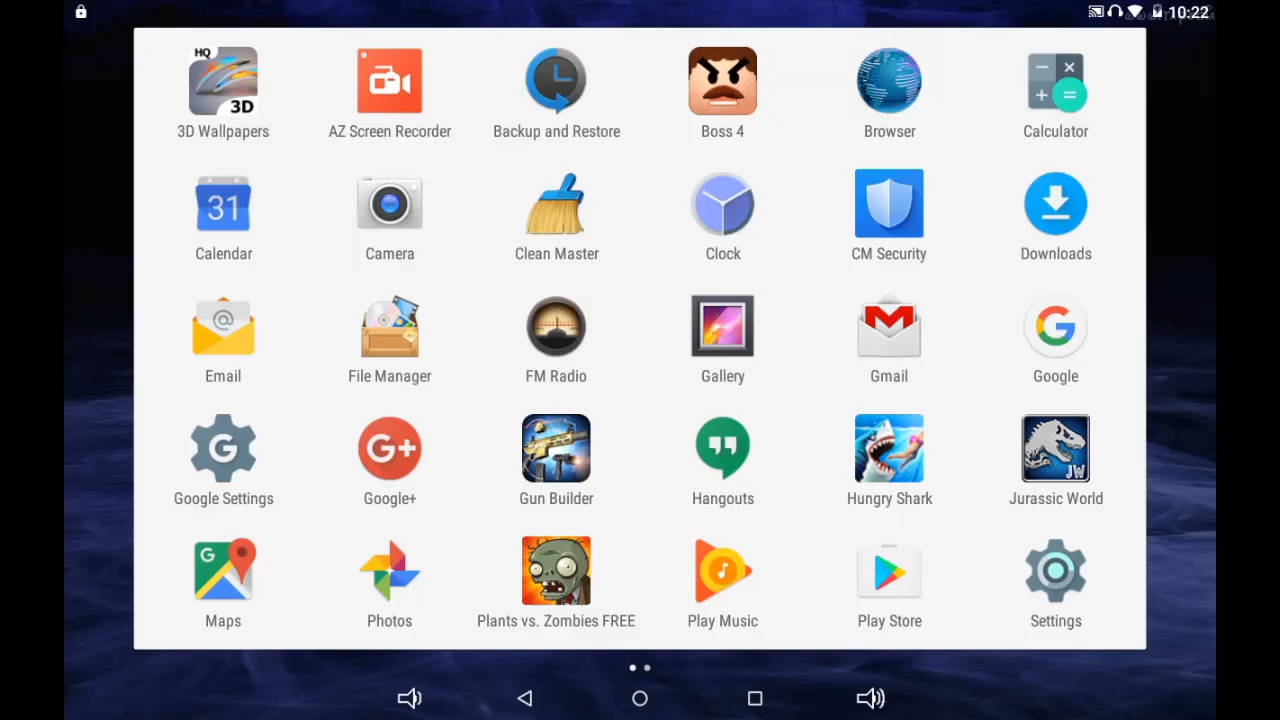 10:22
HQ
3D
3D Wallpapers
AZ Screen Recorder
Backup and Restore
Boss 4
Browser
Calculator
31
Calendar
Camera
Clean Master
Clock
CM Security
Downloads
@
Email
File Manager
FM Radio
Gallery
Gmail
Google
G
Google Settings
G+
Google+
Gun Builder
Hangouts
Hungry Shark
JW
Jurassic World
G
Maps
Photos
Plants vs. Zombies FREE
Play Music
Play Store
Settings